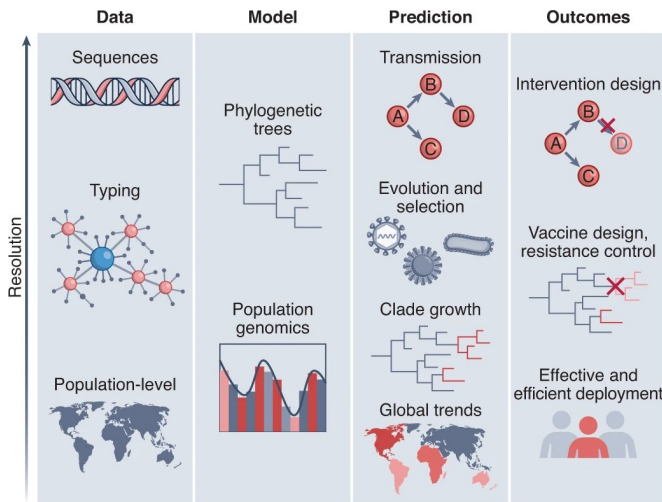 Data
Model
Prediction
Outcomes
Resolution
Sequences
Typing
Population-level
Phylogenetic
trees
Population
genomics
Transmission
A
B
C
D
Evolution and
selection
Clade growth
Global trends
Intervention design
A
B
C
D
Vaccine design,
resistance control
Effective and
efficient deployment